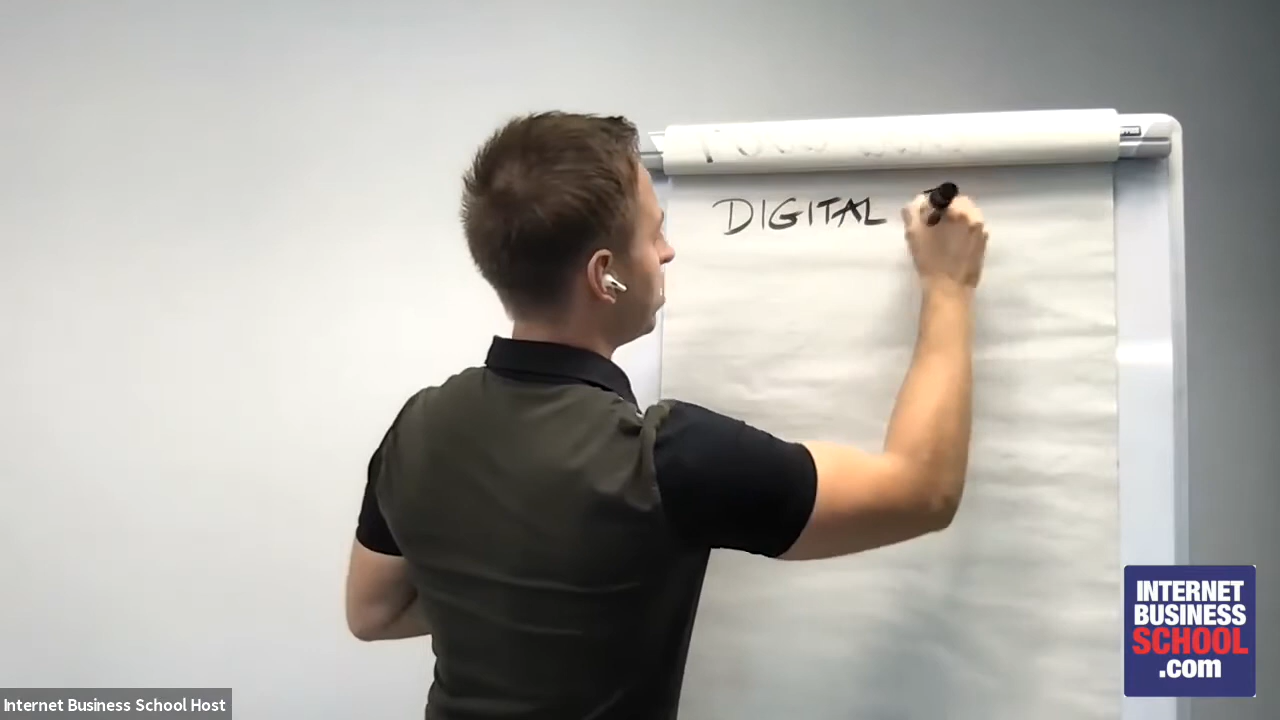 DIGITAL
INTERNET
BUSINESS
SCHOOL
.com
Internet Business School Host